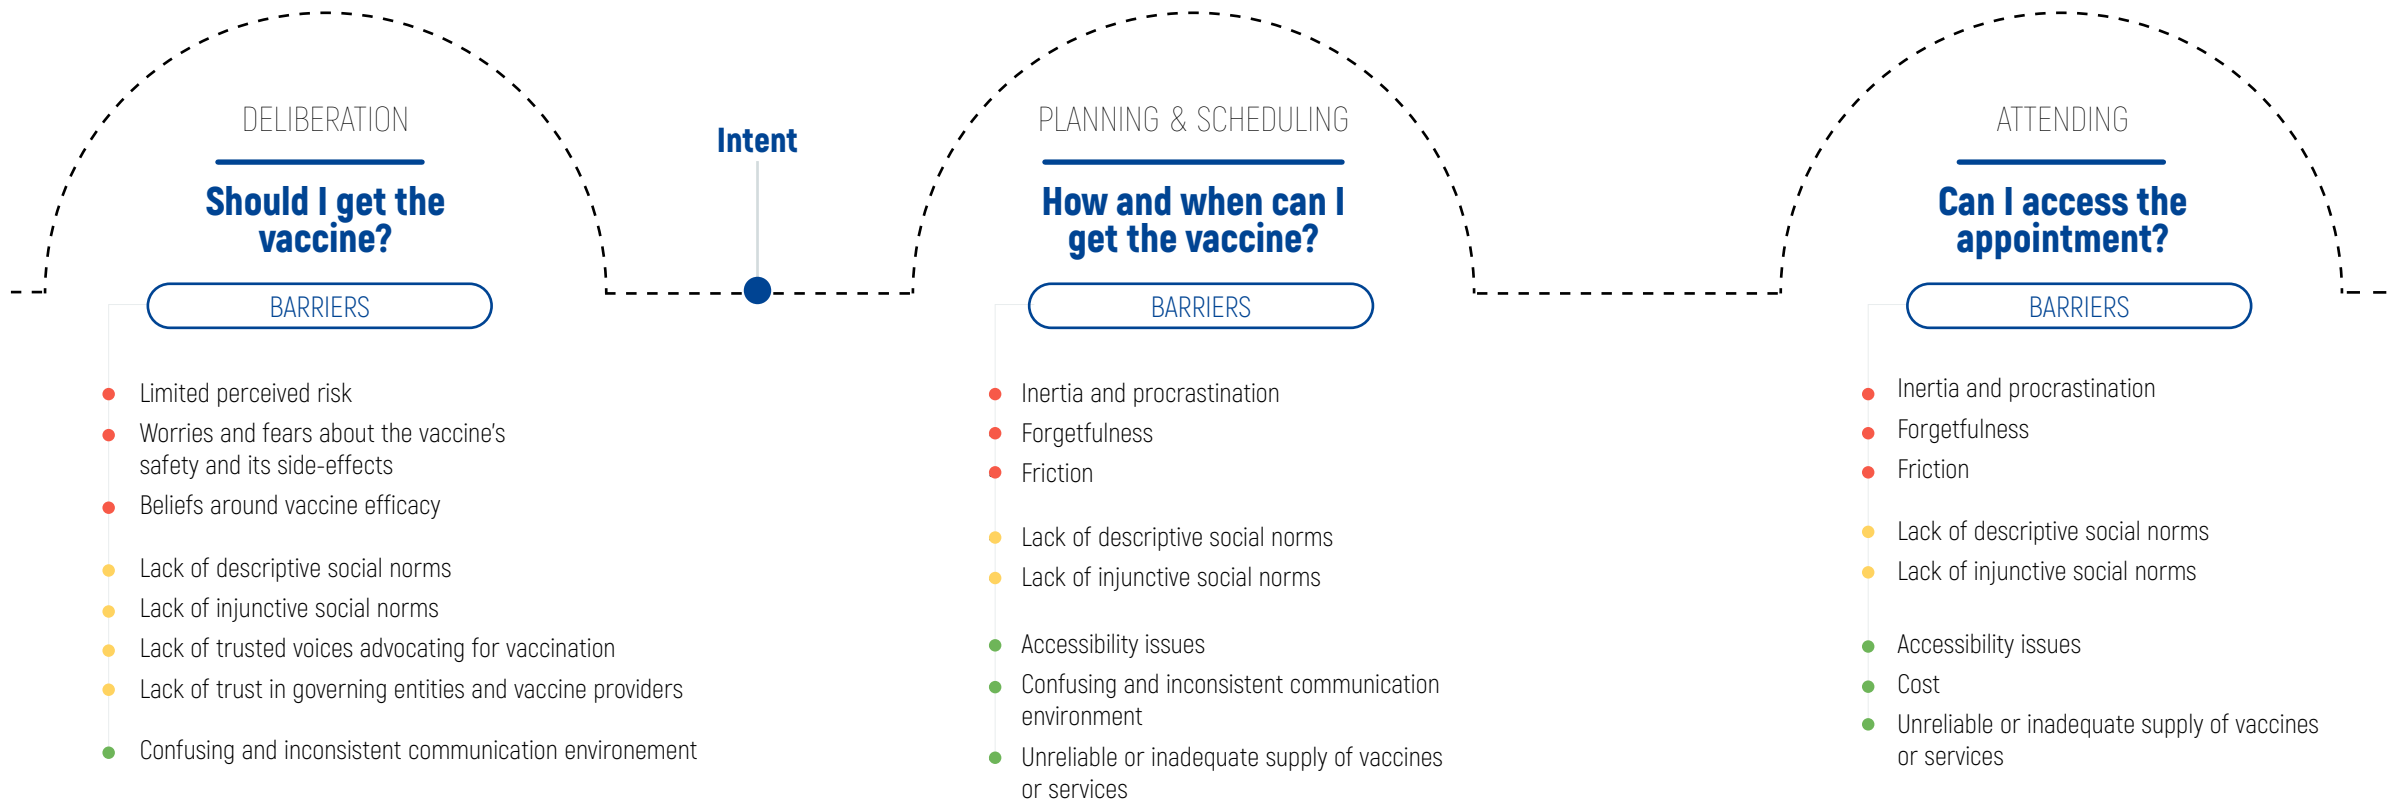 DELIBERATION
Should I get the
vaccine?
BARRIERS
Limited perceived risk
Worries and fears about the vaccine's
safety and its side-effects
Beliefs around vaccine efficacy
Lack of descriptive social norms
Lack of injunctive social norms
Lack of trusted voices advocating for vaccination
Lack of trust in governing entities and vaccine providers
Confusing and inconsistent communication environement
Intent
PLANNING & SCHEDULING
How and when can I
get the vaccine?
BARRIERS
Inertia and procrastination
Forgetfulness
Friction
Lack of descriptive social norms
Lack of injunctive social norms
Accessibility issues
Confusing and inconsistent communication
environment
Unreliable or inadequate supply of vaccines
or services
ATTENDING
Can I access the
appointment?
BARRIERS
Inertia and procrastination
Forgetfulness
Friction
Lack of descriptive social norms
Lack of injunctive social norms
Accessibility issues
Cost
Unreliable or inadequate supply of vaccines
or services